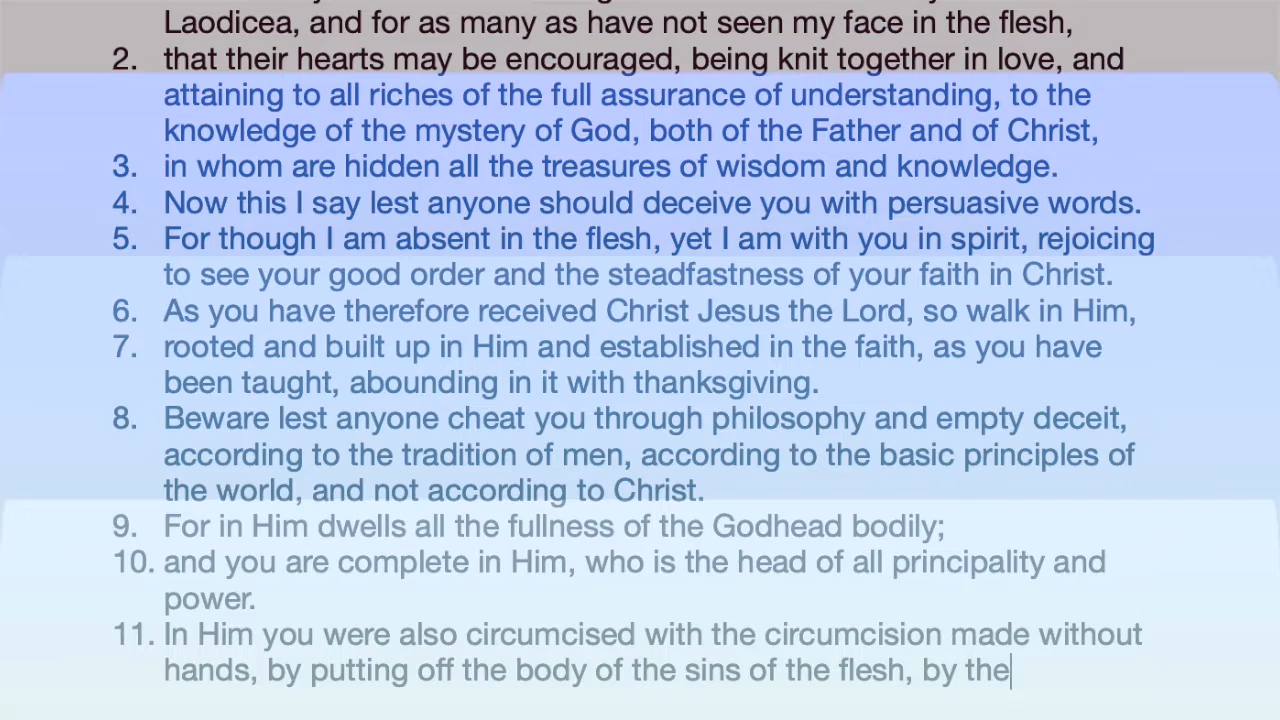 Laodicea, and for as many as have not seen my face in the flesh,
2. that their hearts may be encouraged, being knit together in love, and
attaining to all riches of the full assurance of understanding, to the
knowledge of the mystery of God, both of the Father and of Christ,
3. in whom are hidden all the treasures of wisdom and knowledge.
4. Now this I say lest anyone should deceive you with persuasive words.
5. For though I am absent in the flesh, yet I am with you in spirit, rejoicing
to see your good order and the steadfastness of your faith in Christ.
6. As you have therefore received Christ Jesus the Lord, so walk in Him,
7. rooted and built up in Him and established in the faith, as you have
been taught, abounding in it with thanksgiving.
8. Beware lest anyone cheat you through philosophy and empty deceit,
according to the tradition of men, according to the basic principles of
the world, and not according to Christ.
9. For in Him dwells all the fullness of the Godhead bodily;
10. and you are complete in Him, who is the head of all principality and
power.
11. In Him you were also circumcised with the circumcision made without
hands, by putting off the body of the sins of the flesh, by the